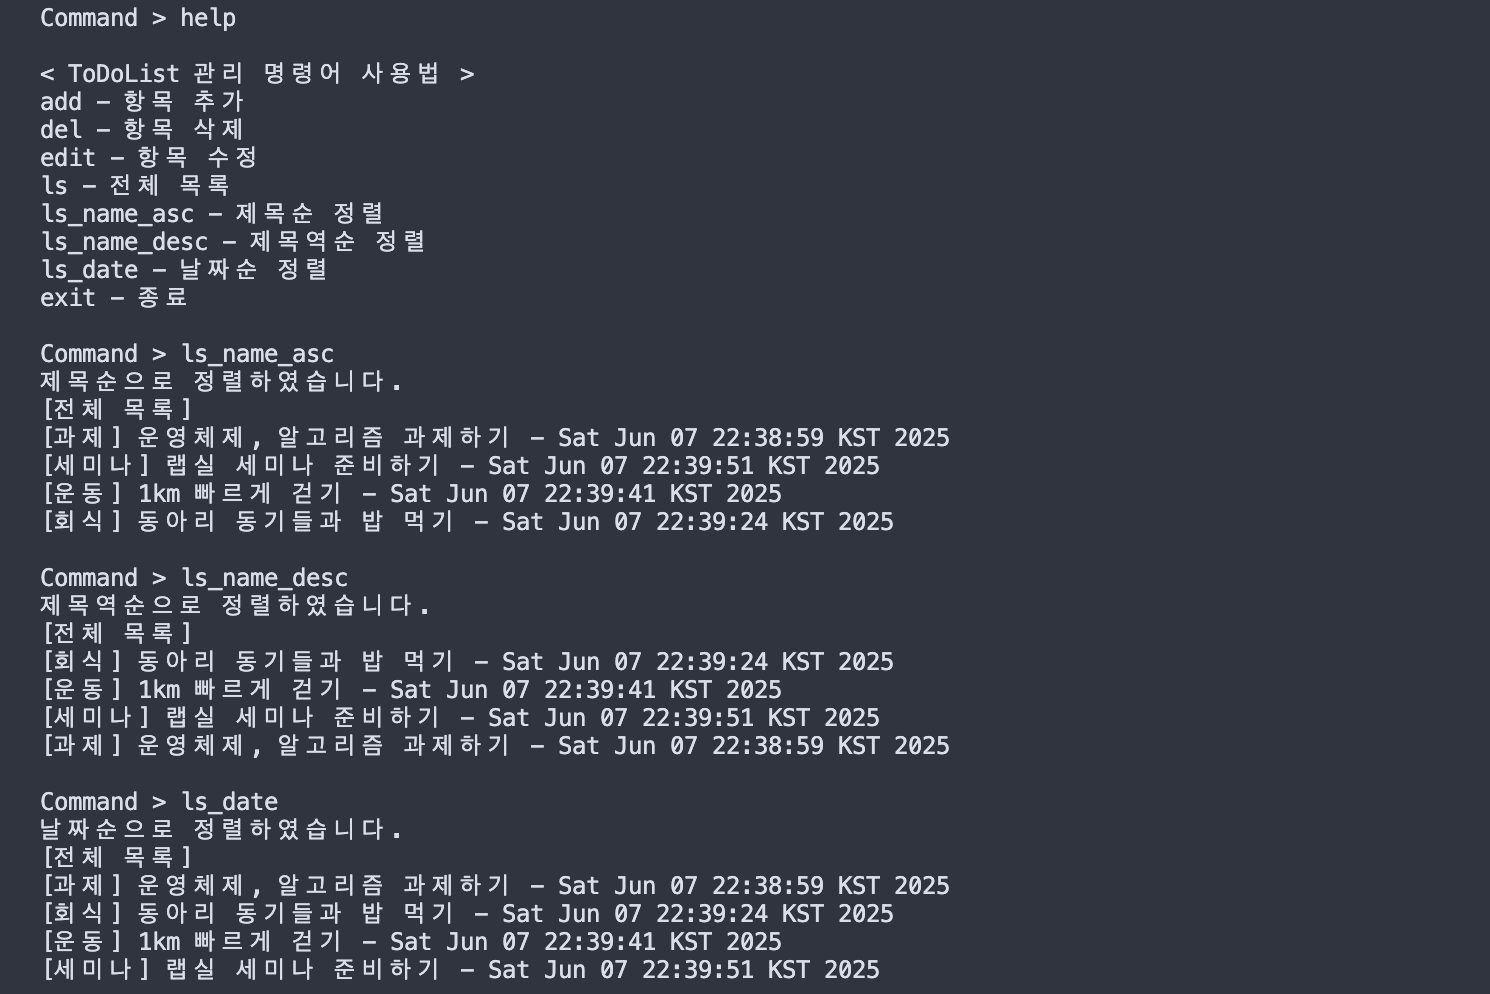 Command > help

< ToDoList 관리 명령어 사용법 >
add - 항목 추가
del - 항목 삭제
edit - 항목 수정
ls - 전체 목록
ls_name_asc - 제목순 정렬
ls_name_desc - 제목역순 정렬
ls_date - 날짜순 정렬
exit - 종료

Command > ls_name_asc
제목순으로 정렬하였습니다.
[전체 목록]
[과제] 운영체제, 알고리즘 과제하기 - Sat Jun 07 22:38:59 KST 2025
[세미나] 랩실 세미나 준비하기 - Sat Jun 07 22:39:51 KST 2025
[운동] 1km 빠르게 걷기 - Sat Jun 07 22:39:41 KST 2025
[회식] 동아리 동기들과 밥 먹기 - Sat Jun 07 22:39:24 KST 2025

Command > ls_name_desc
제목역순으로 정렬하였습니다.
[전체 목록]
[회식] 동아리 동기들과 밥 먹기 - Sat Jun 07 22:39:24 KST 2025
[운동] 1km 빠르게 걷기 - Sat Jun 07 22:39:41 KST 2025
[세미나] 랩실 세미나 준비하기 - Sat Jun 07 22:39:51 KST 2025
[과제] 운영체제, 알고리즘 과제하기 - Sat Jun 07 22:38:59 KST 2025

Command > ls_date
날짜순으로 정렬하였습니다.
[전체 목록]
[과제] 운영체제, 알고리즘 과제하기 - Sat Jun 07 22:38:59 KST 2025
[회식] 동아리 동기들과 밥 먹기 - Sat Jun 07 22:39:24 KST 2025
[운동] 1km 빠르게 걷기 - Sat Jun 07 22:39:41 KST 2025
[세미나] 랩실 세미나 준비하기 - Sat Jun 07 22:39:51 KST 2025